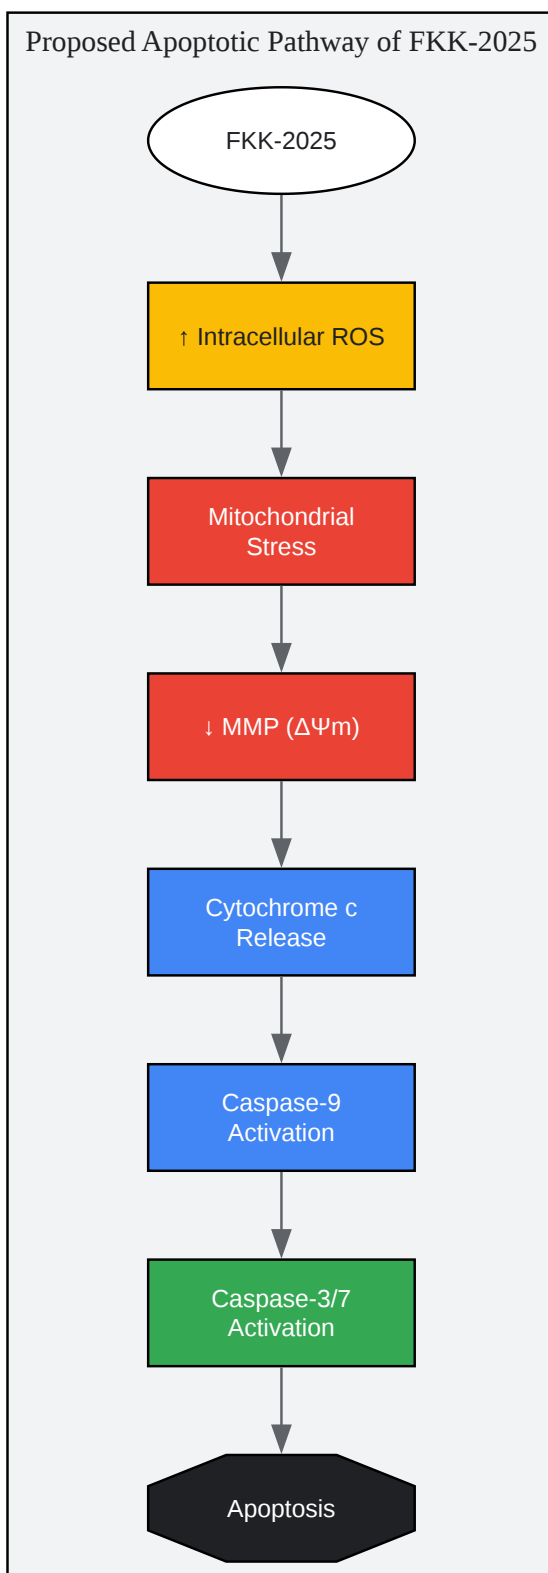 Proposed Apoptotic Pathway of FKK-2025
FKK-2025
↑ Intracellular ROS
Mitochondrial
Stress
↓ MMP (ΔΨm)
Cytochrome c
Release
Caspase-9
Activation
Caspase-3/7
Activation
Apoptosis